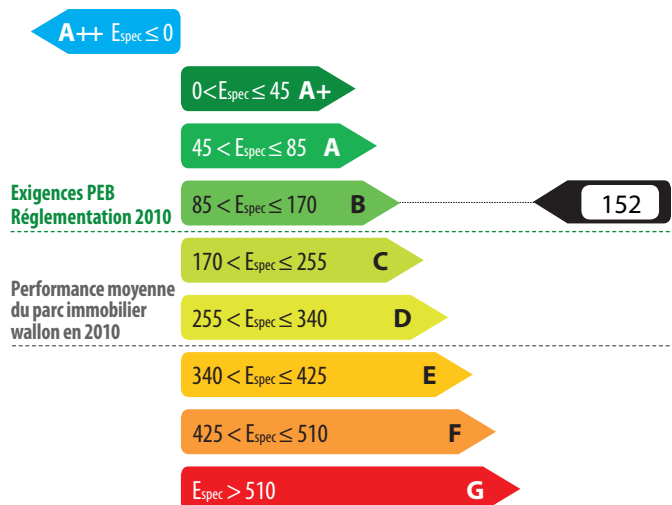 A++ Espec ≤ 0
0 < Espec ≤ 45 A+
45 < Espec ≤ 85 A
Exigences PEB
Réglementation 2010
85 < Espec ≤ 170 B
152
170 < Espec ≤ 255 C
Performance moyenne
du parc immobilier
wallon en 2010
255 < Espec ≤ 340 D
340 < Espec ≤ 425 E
425 < Espec ≤ 510 F
Espec > 510 G